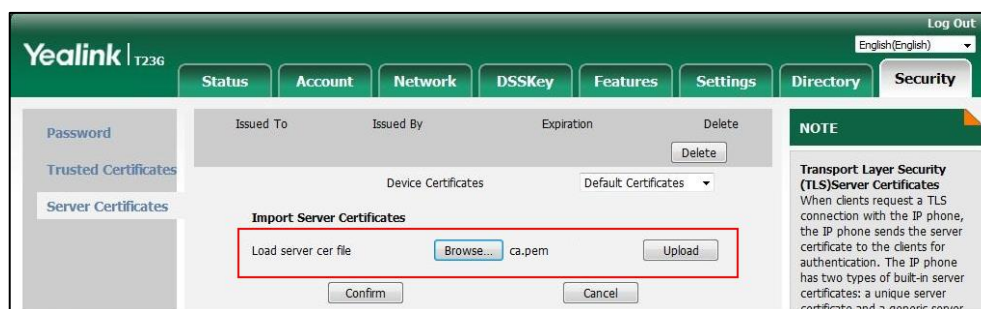 Log Out
Yealink T23G
English(English)
Status Account Network DSSKey Features Settings Directory Security
Password
Trusted Certificates
Server Certificates
Issued To Issued By Expiration Delete
Delete
Device Certificates Default Certificates
Import Server Certificates
Load server cer file Browse... ca.pem Upload
Confirm Cancel
NOTE
Transport Layer Security
(TLS)Server Certificates
When clients request a TLS
connection with the IP phone,
the IP phone sends the server
certificate to the clients for
authentication. The IP phone
has two types of built-in server
certificates: a unique server
certificate and a generic server